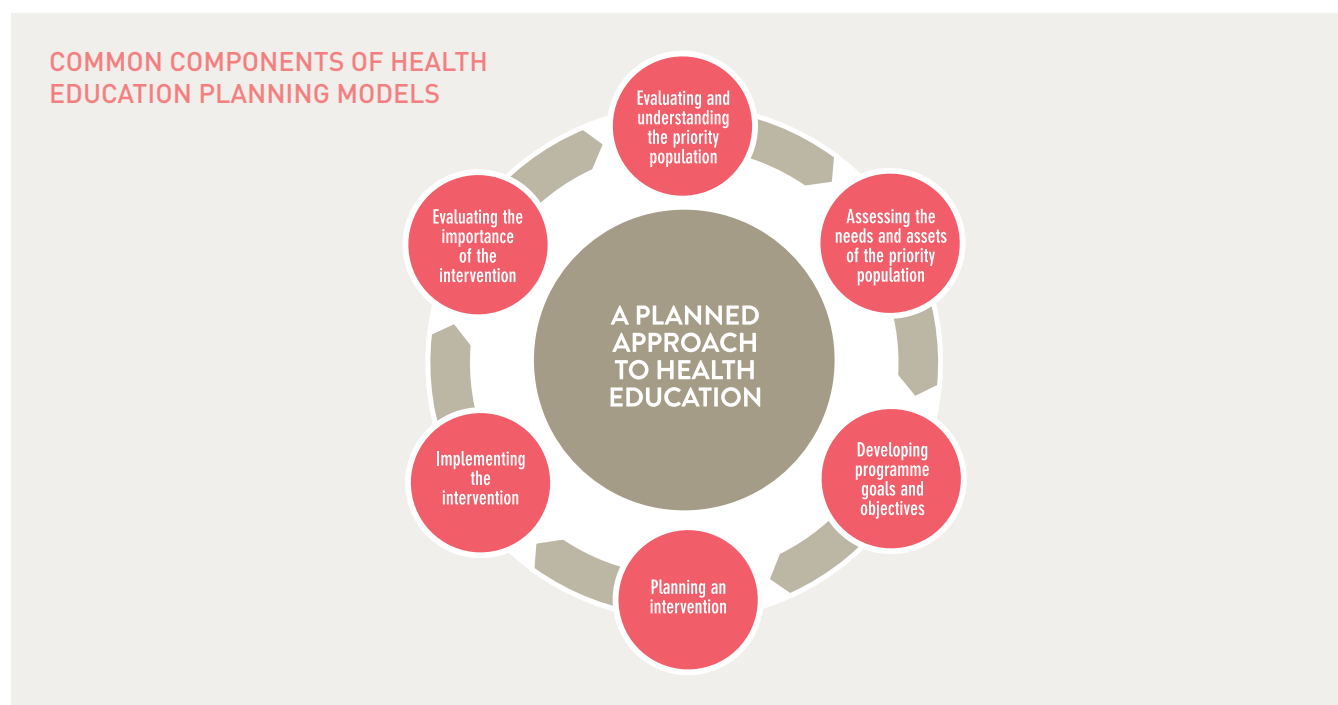 COMMON COMPONENTS OF HEALTH
EDUCATION PLANNING MODELS
Evaluating and
understanding
the priority
population
Assessing the
needs and assets
of the priority
population
Developing
programme
goals and
objectives
Planning an
intervention
Implementing
the
intervention
Evaluating the
importance
of the
intervention
A PLANNED
APPROACH
TO HEALTH
EDUCATION